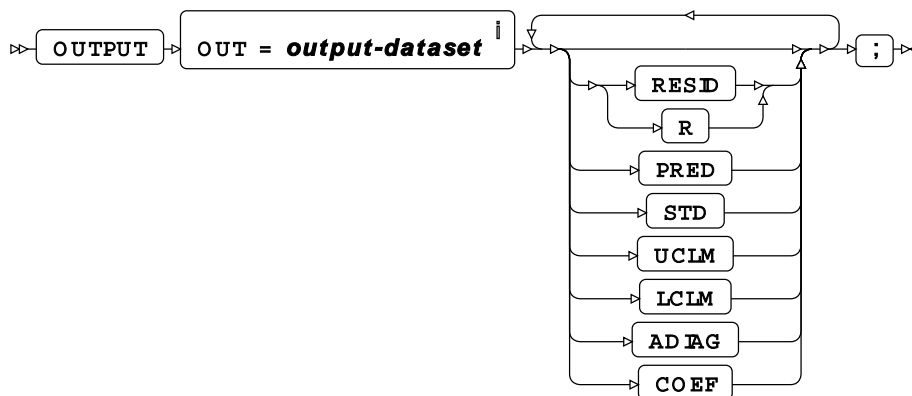 OUTPUT OUT = output-dataset i ;
RESID
R
PRED
STD
UCLM
LCLM
ADIAG
COEF